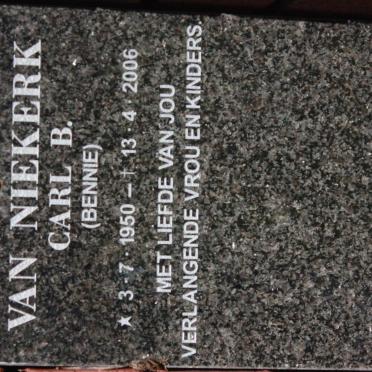 VAN NIEKERK
CARL B.
(BENNIE)
★ 3 · 7 · 1950 – † 13 · 4 · 2006
MET LIEFDE VAN JOU
VERLANGENDE VROU EN KINDERS